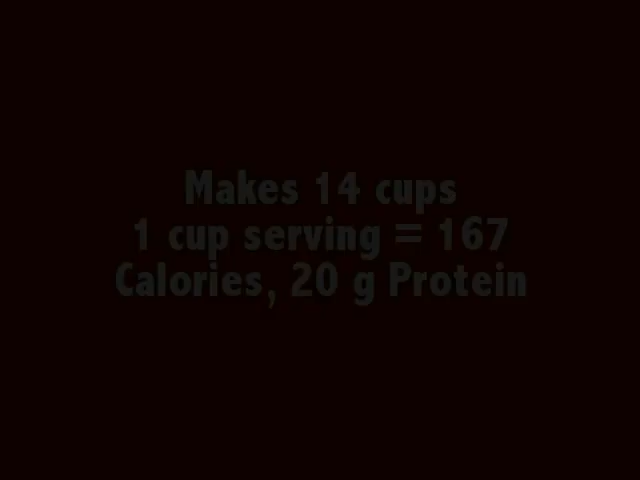 Makes 14 cups
1 cup serving = 167
Calories, 20 g Protein